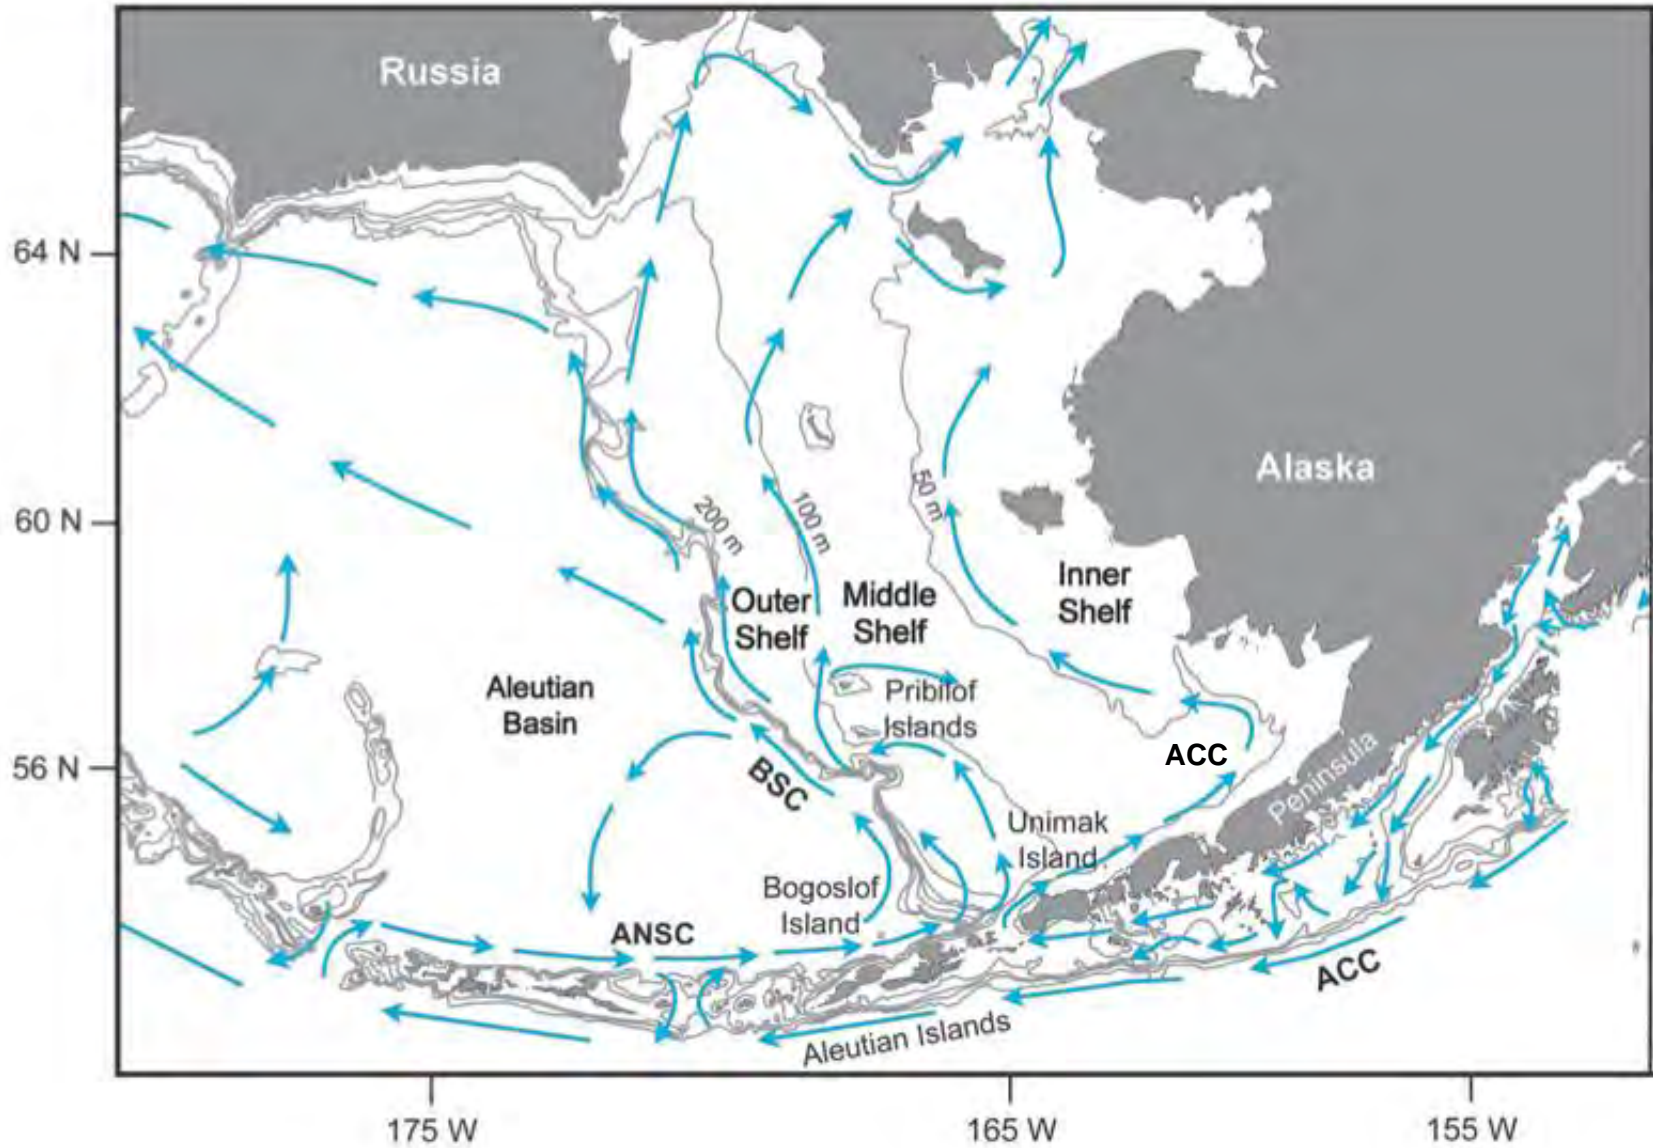 Russia
64 N
Alaska
60 N
200 m
100 m
50 m
Outer
Shelf
Middle
Shelf
Inner
Shelf
Aleutian
Basin
Pribilof
Islands
56 N
BSC
ACC
Peninsula
Unimak
Island
Bogoslof
Island
ANSC
ACC
Aleutian Islands
175 W
165 W
155 W